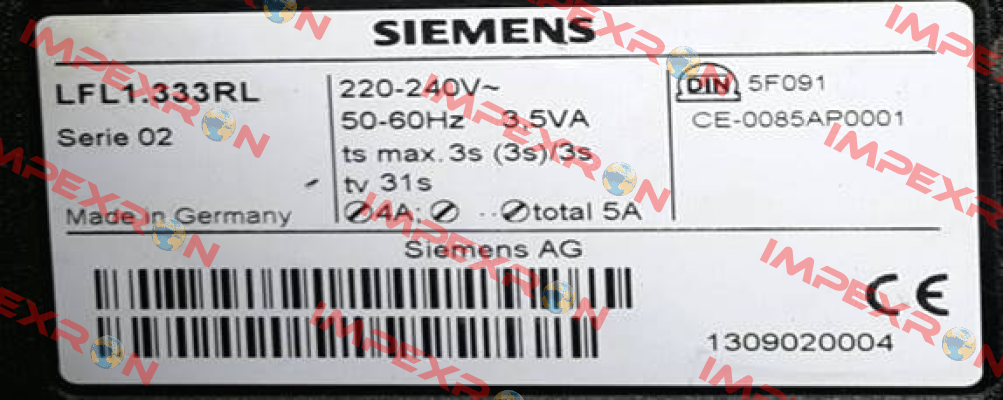 SIEMENS
LFL1.333RL
Serie 02
Made in Germany
220-240V~
50-60Hz 3.5VA
ts max. 3s (3s)/3s
tv 31s
⊘4A; ⊘ ··⊘total 5A
DIN 5F091
CE-0085AP0001
Siemens AG
CE
1309020004
IMPEXRON